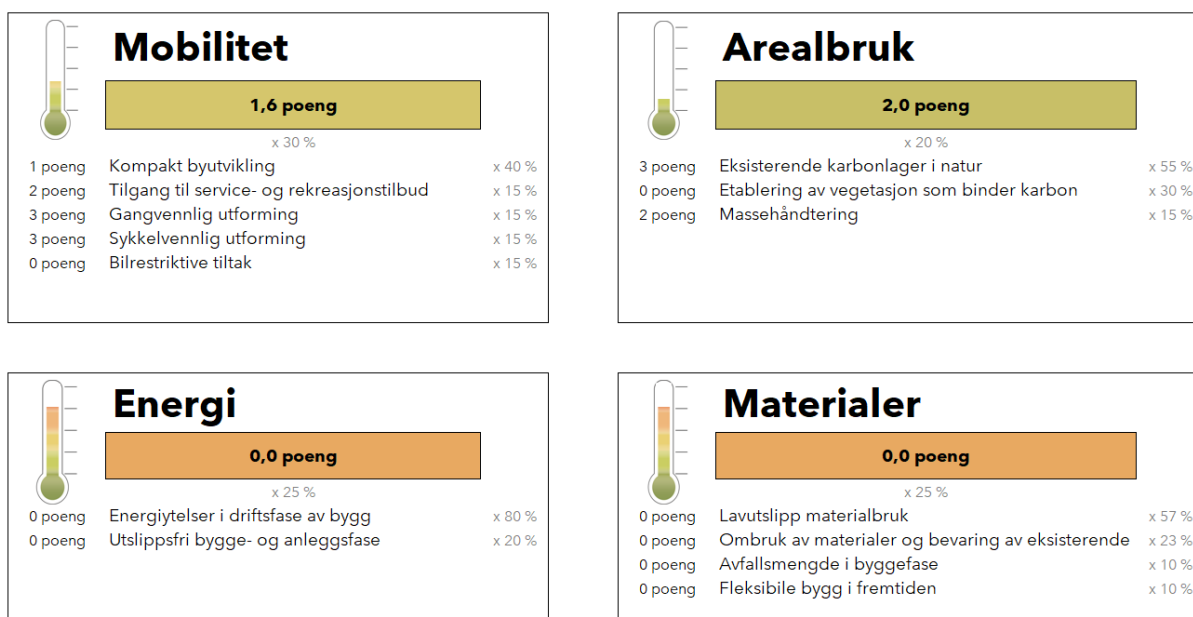 Mobilitet
1,6 poeng
x 30 %
1 poeng Kompakt byutvikling x 40 %
2 poeng Tilgang til service- og rekreasjonstilbud x 15 %
3 poeng Gangvennlig utforming x 15 %
3 poeng Sykkelvennlig utforming x 15 %
0 poeng Bilrestriktive tiltak x 15 %
Arealbruk
2,0 poeng
x 20 %
3 poeng Eksisterende karbonlager i natur x 55 %
0 poeng Etablering av vegetasjon som binder karbon x 30 %
2 poeng Massehåndtering x 15 %
Energi
0,0 poeng
x 25 %
0 poeng Energiytelser i driftsfase av bygg x 80 %
0 poeng Utslippsfri bygge- og anleggsfase x 20 %
Materialer
0,0 poeng
x 25 %
0 poeng Lavutslipp materialbruk x 57 %
0 poeng Ombruk av materialer og bevaring av eksisterende x 23 %
0 poeng Avfallsmengde i byggefase x 10 %
0 poeng Fleksibile bygg i fremtiden x 10 %